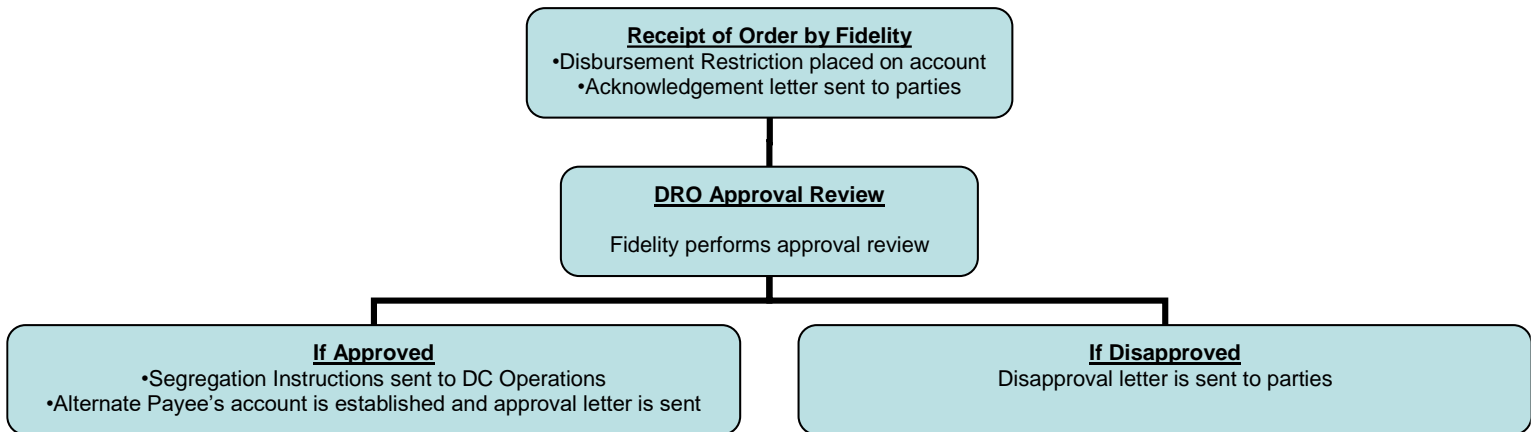 Receipt of Order by Fidelity
•Disbursement Restriction placed on account
•Acknowledgement letter sent to parties
DRO Approval Review
Fidelity performs approval review
If Approved
•Segregation Instructions sent to DC Operations
•Alternate Payee's account is established and approval letter is sent
If Disapproved
Disapproval letter is sent to parties